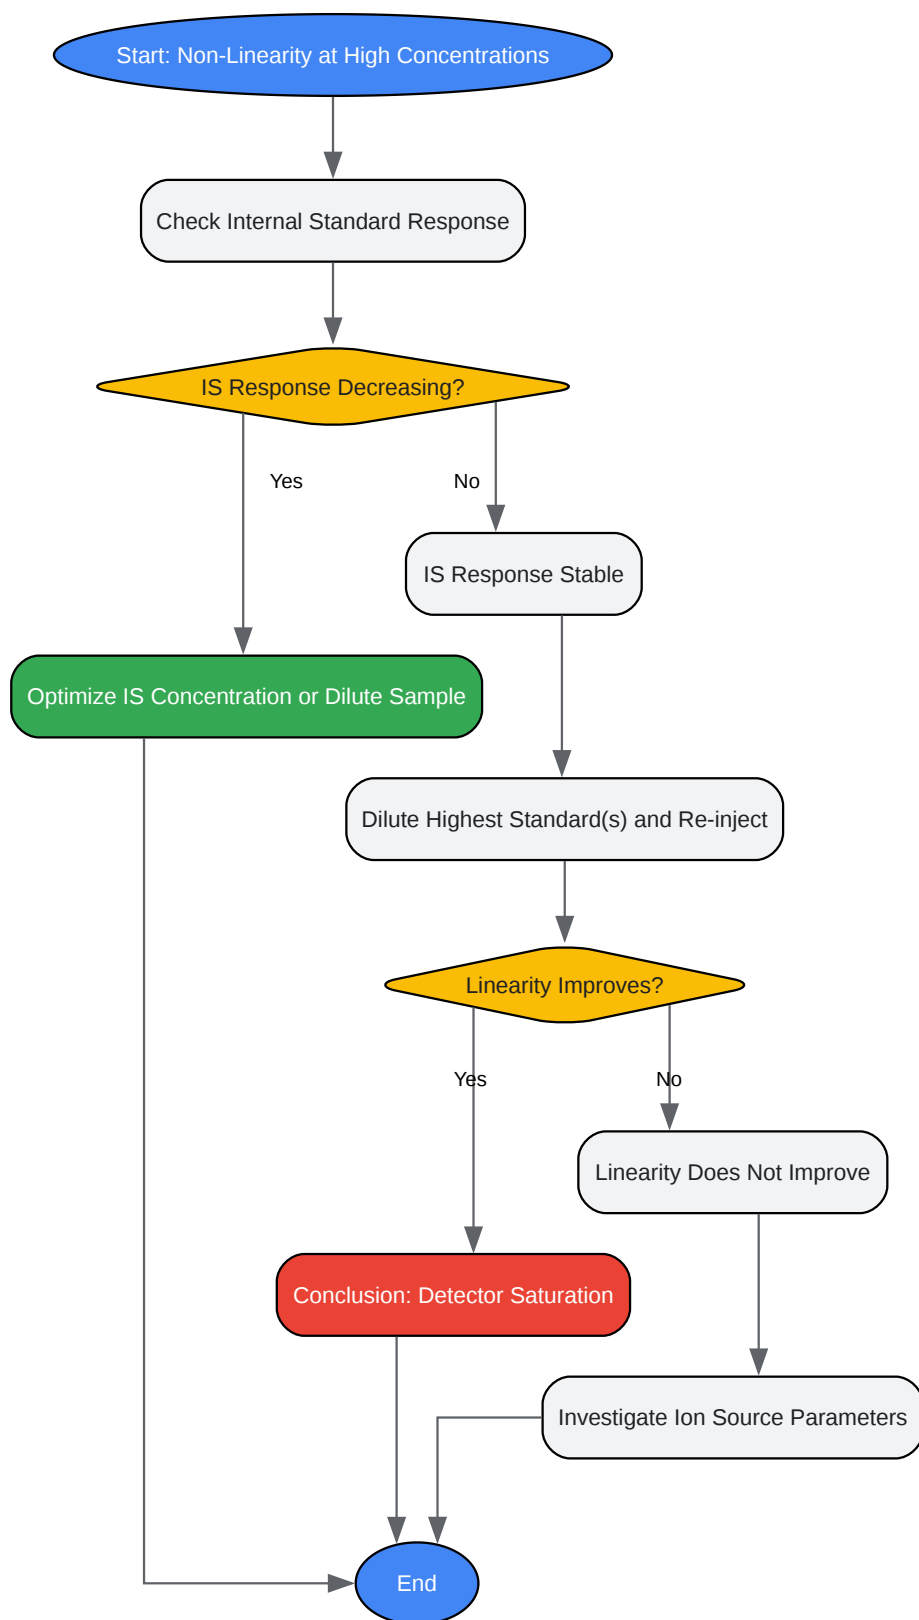 Start: Non-Linearity at High Concentrations
Check Internal Standard Response
IS Response Decreasing?
Yes
No
IS Response Stable
Optimize IS Concentration or Dilute Sample
Dilute Highest Standard(s) and Re-inject
Linearity Improves?
Yes
No
Linearity Does Not Improve
Conclusion: Detector Saturation
Investigate Ion Source Parameters
End